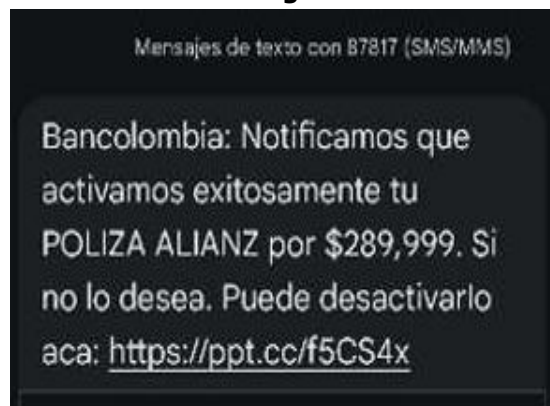 Mensajes de texto con 87817 (SMS/MMS)
Bancolombia: Notificamos que
activamos exitosamente tu
POLIZA ALIANZ por $289,999. Si
no lo desea. Puede desactivarlo
aca: https://ppt.cc/f5CS4x